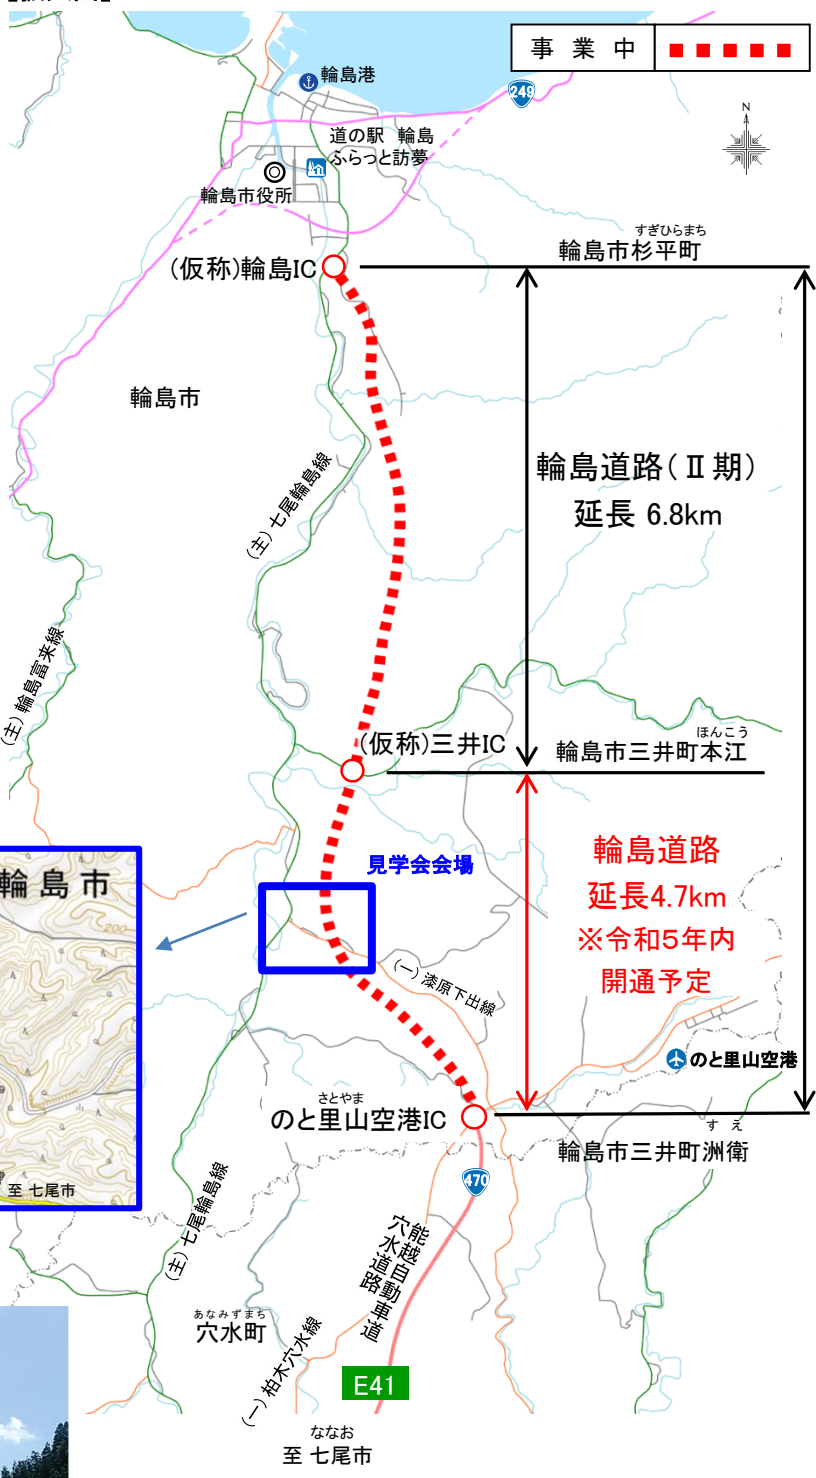 事業中
輪島港
249
N
道の駅 輪島
ふらっと訪夢
輪島市役所
すぎひらまち
輪島市杉平町
(仮称)輪島IC
輪島市
輪島道路(Ⅱ期)
延長 6.8km
(主)七尾輪島線
(主)輪島富来線
(仮称)三井IC
ほんこう
輪島市三井町本江
輪島道路
延長4.7km
※令和5年内
開通予定
見学会会場
輪島市
200
(一)漆原下出線
のと里山空港
さとやま
のと里山空港IC
すえ
輪島市三井町洲衛
至 七尾市
470
(主)七尾輪島線
能越自動車道
穴水道路
あなみずまち
穴水町
(一)柏木穴水線
E41
ななお
至 七尾市